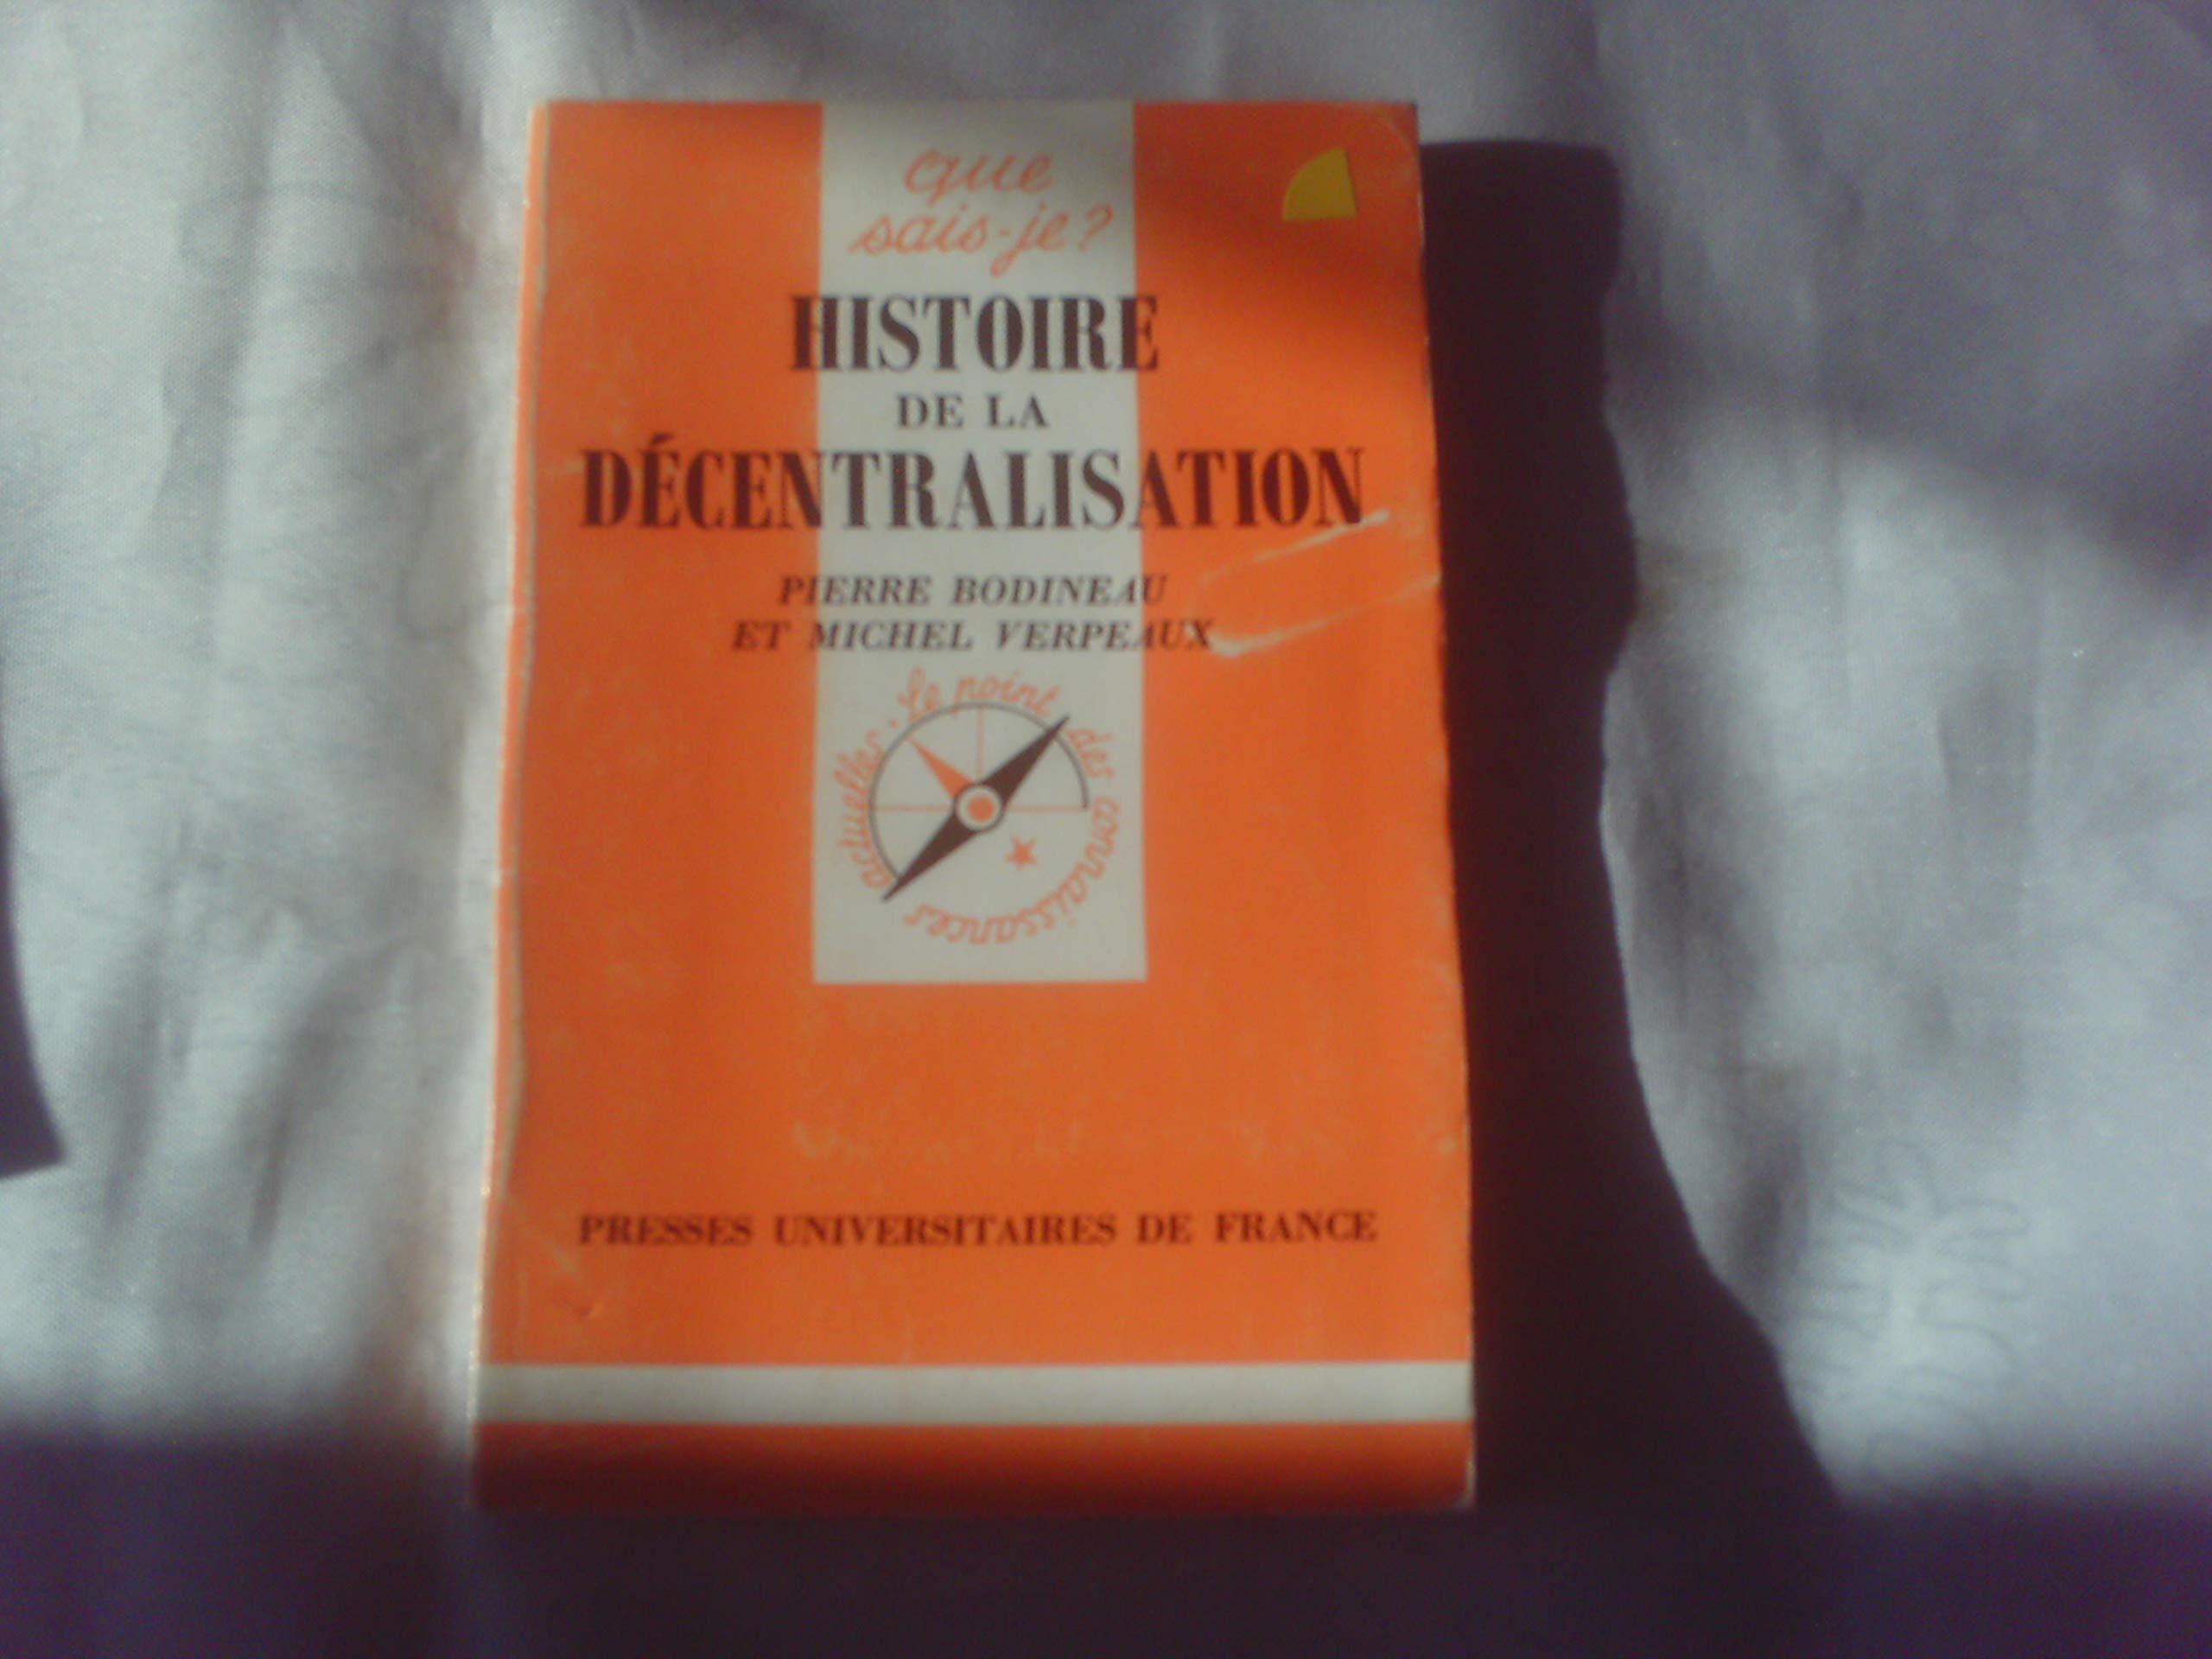 que
sais-je?
HISTOIRE
DE LA
DÉCENTRALISATION
PIERRE BODINEAU
ET MICHEL VERPEAUX
le point des connaissances actuelles.
PRESSES UNIVERSITAIRES DE FRANCE